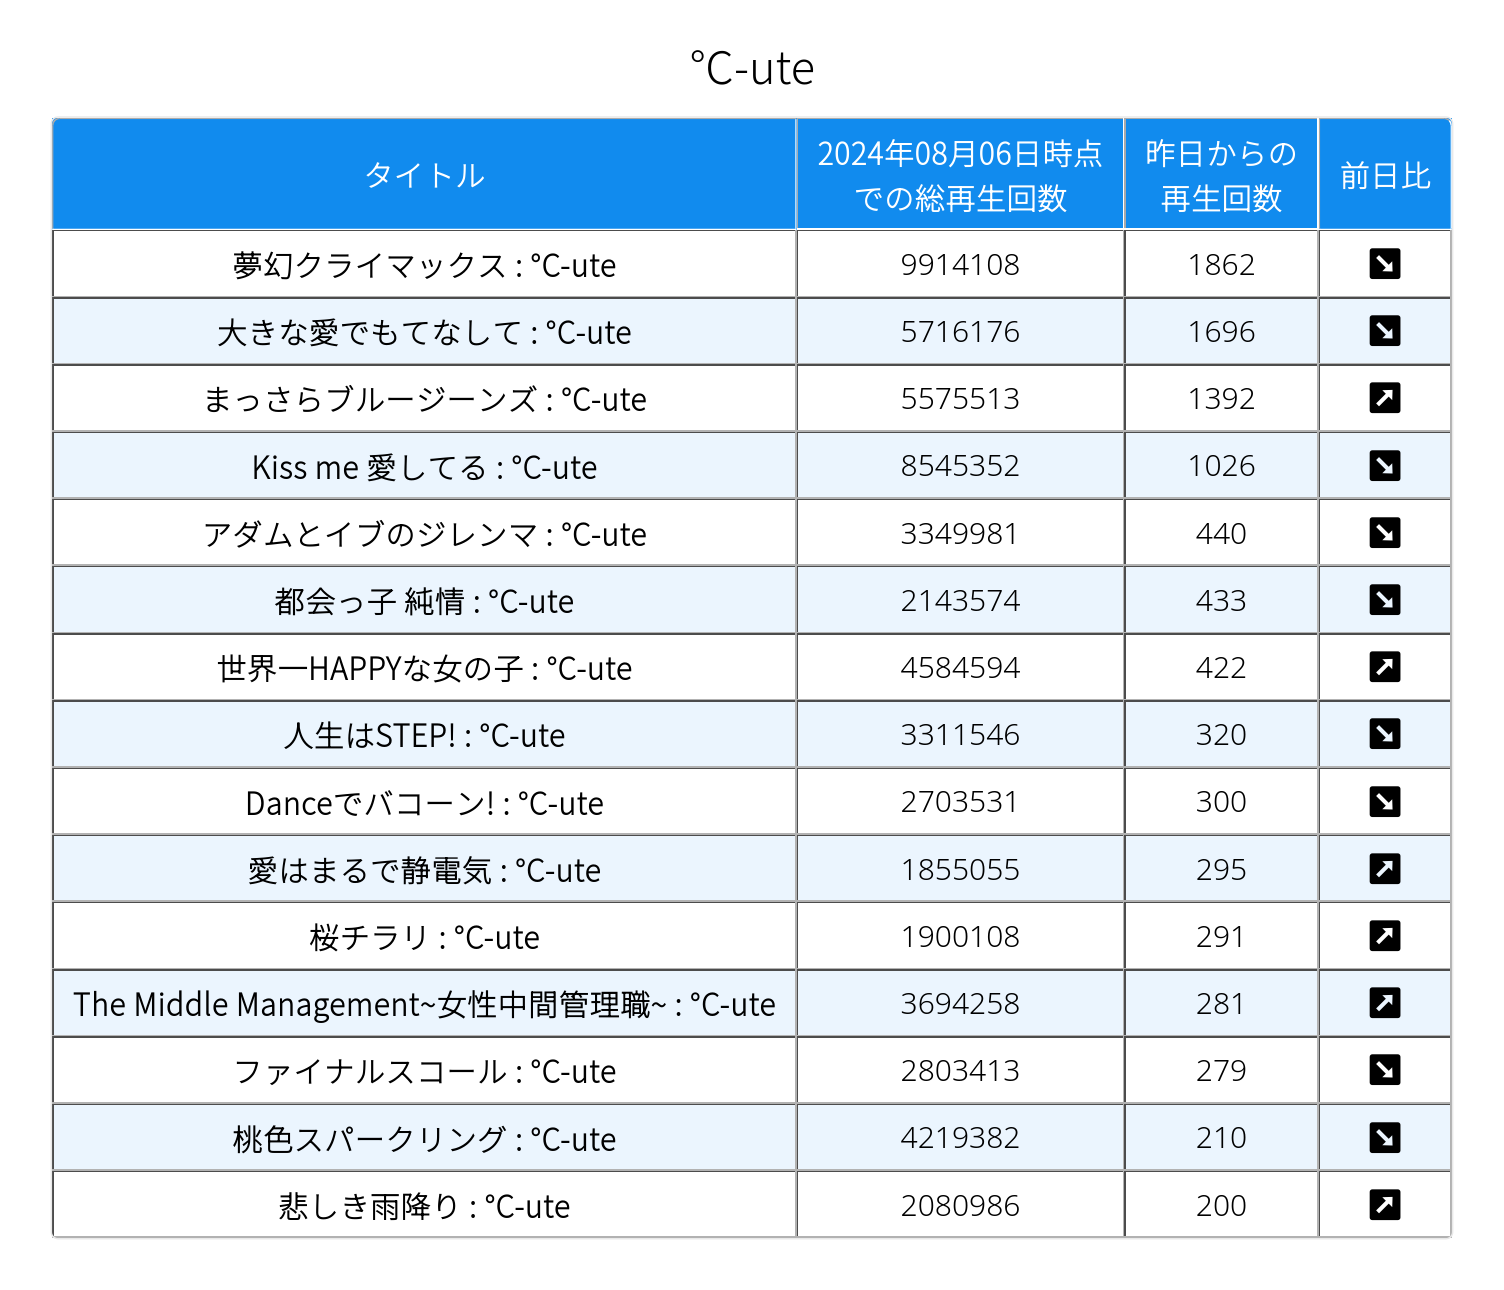 ℃-ute
タイトル
2024年08月06日時点
での総再生回数
昨日からの
再生回数
前日比
夢幻クライマックス : ℃-ute 9914108 1862 ↘
大きな愛でもてなして : ℃-ute 5716176 1696 ↘
まっさらブルージーンズ : ℃-ute 5575513 1392 ↗
Kiss me 愛してる : ℃-ute 8545352 1026 ↘
アダムとイブのジレンマ : ℃-ute 3349981 440 ↘
都会っ子 純情 : ℃-ute 2143574 433 ↘
世界一HAPPYな女の子 : ℃-ute 4584594 422 ↗
人生はSTEP! : ℃-ute 3311546 320 ↘
Danceでバコーン! : ℃-ute 2703531 300 ↘
愛はまるで静電気 : ℃-ute 1855055 295 ↗
桜チラリ : ℃-ute 1900108 291 ↗
The Middle Management~女性中間管理職~ : ℃-ute 3694258 281 ↗
ファイナルスコール : ℃-ute 2803413 279 ↘
桃色スパークリング : ℃-ute 4219382 210 ↘
悲しき雨降り : ℃-ute 2080986 200 ↗